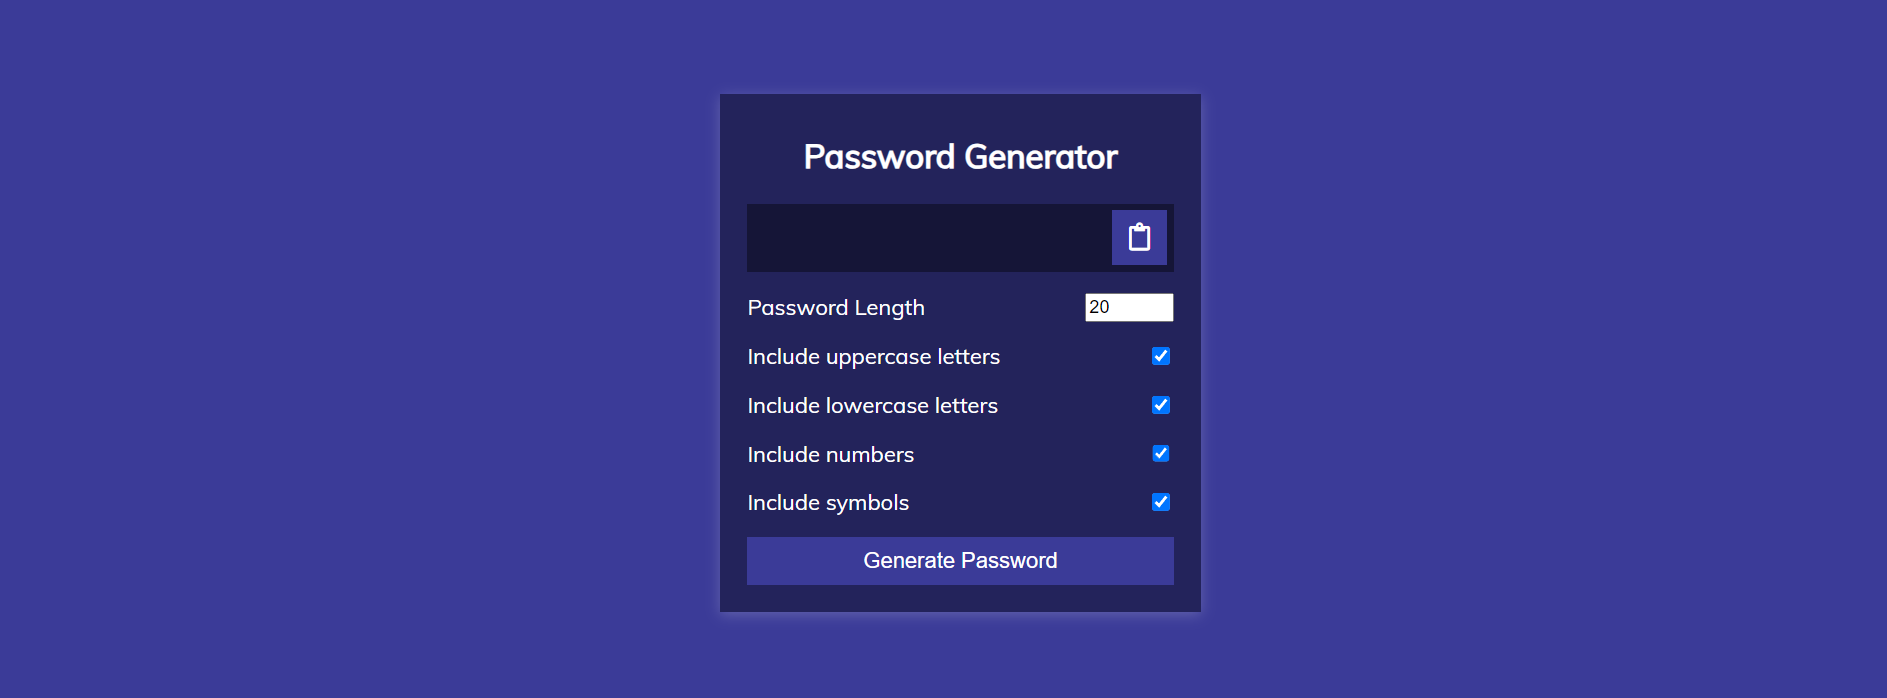 Password Generator
Password Length 20
Include uppercase letters
Include lowercase letters
Include numbers
Include symbols
Generate Password